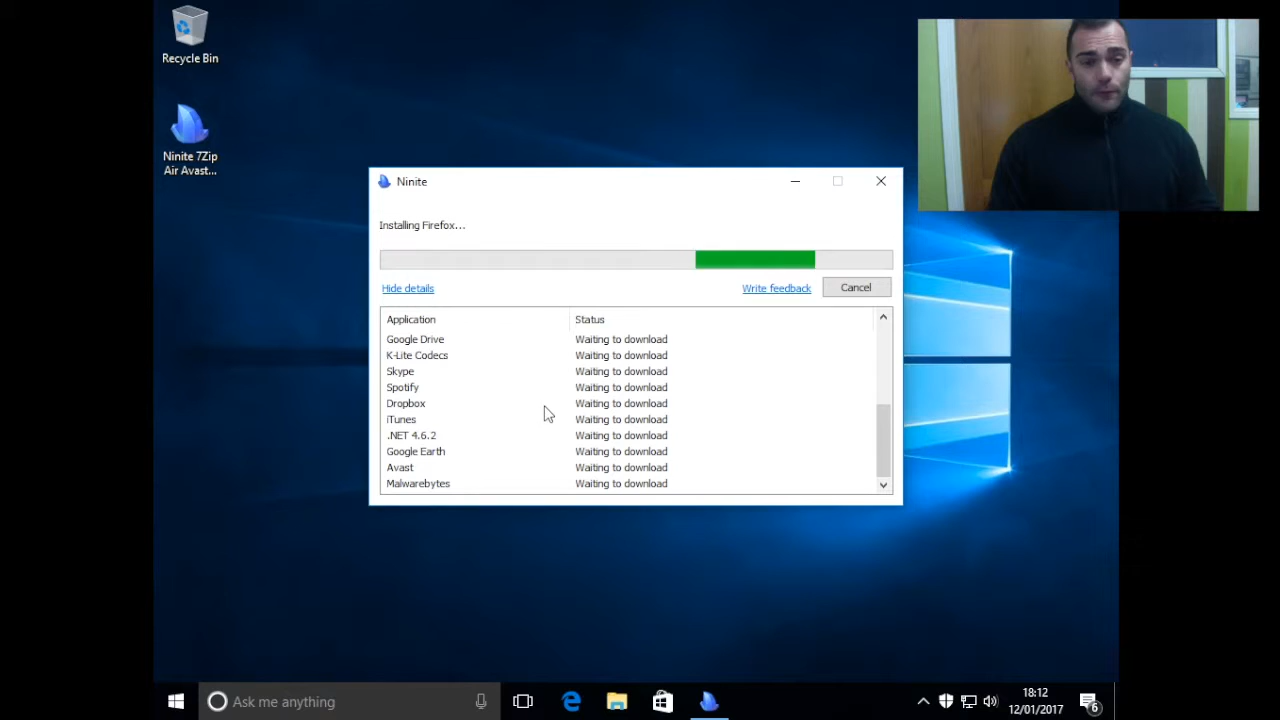 Recycle Bin
Ninite 7Zip
Air Avast...
Ninite
Installing Firefox...
Hide details
Write feedback
Cancel
Application Status
Google Drive Waiting to download
K-Lite Codecs Waiting to download
Skype Waiting to download
Spotify Waiting to download
Dropbox Waiting to download
iTunes Waiting to download
.NET 4.6.2 Waiting to download
Google Earth Waiting to download
Avast Waiting to download
Malwarebytes Waiting to download
Ask me anything
18:12
12/01/2017
6